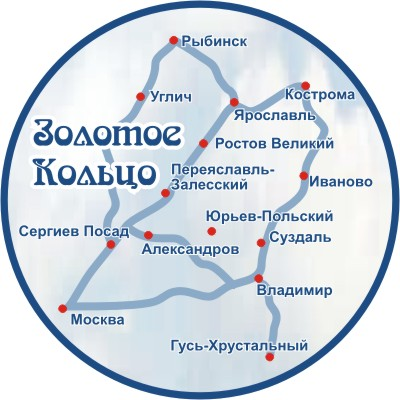 Рыбинск
Углич
Кострома
Ярославль
Золотое
Кольцо
Ростов Великий
Переяславль-
Залесский
Иваново
Юрьев-Польский
Сергиев Посад
Александров
Суздаль
Владимир
Москва
Гусь-Хрустальный